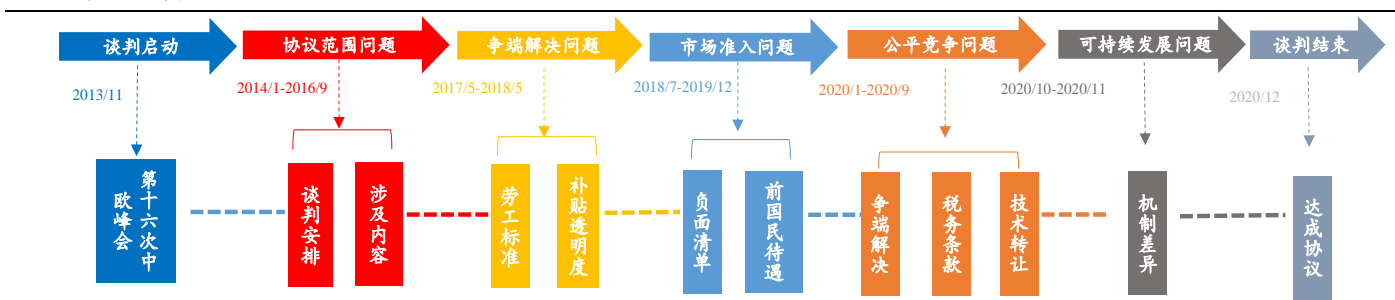 谈判启动
协议范围问题
争端解决问题
市场准入问题
公平竞争问题
可持续发展问题
谈判结束
2013/11
2014/1-2016/9
2017/5-2018/5
2018/7-2019/12
2020/1-2020/9
2020/10-2020/11
2020/12
第十六次中
欧峰会
谈判安排
涉及内容
劳工标准
补贴透明度
负面清单
前国民待遇
争端解决
税务条款
技术转让
机制差异
达成协议